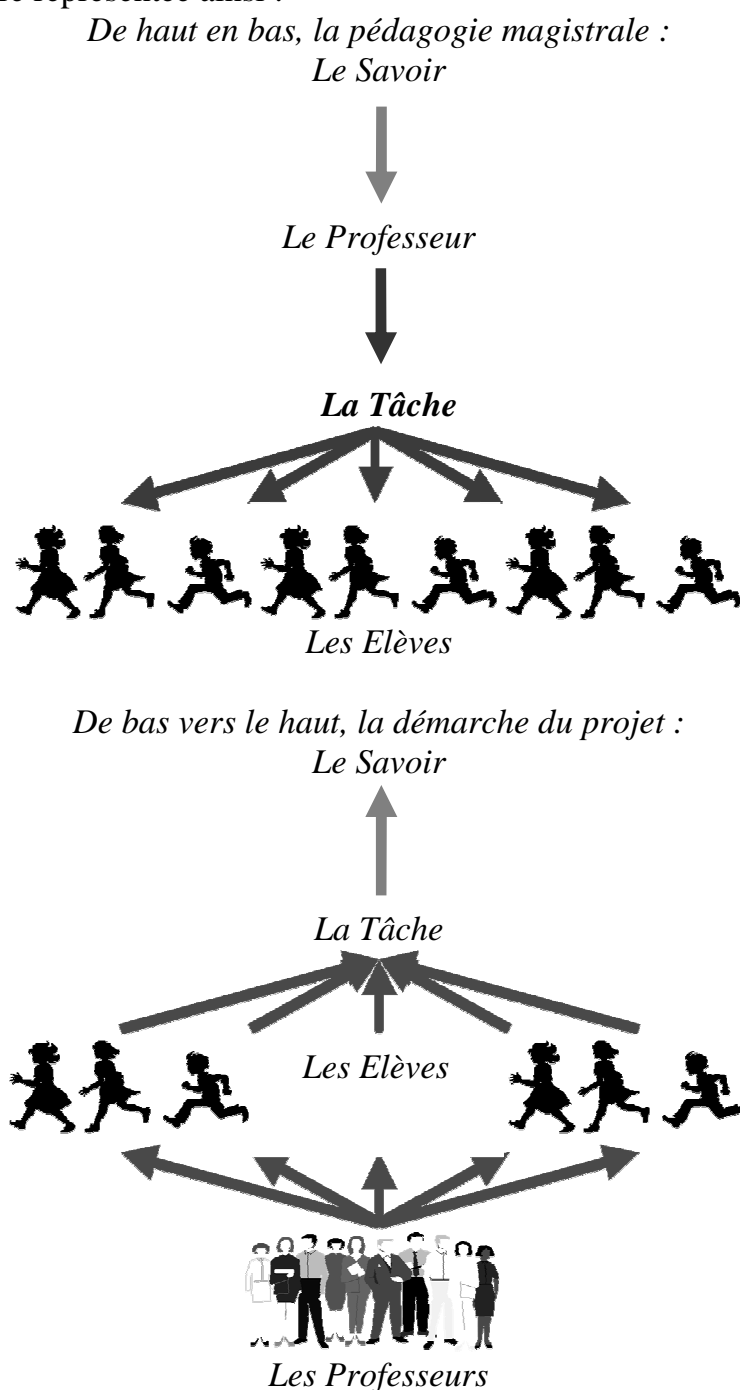 De haut en bas, la pédagogie magistrale :
Le Savoir
Le Professeur
La Tâche
Les Elèves
De bas vers le haut, la démarche du projet :
Le Savoir
La Tâche
Les Elèves
Les Professeurs